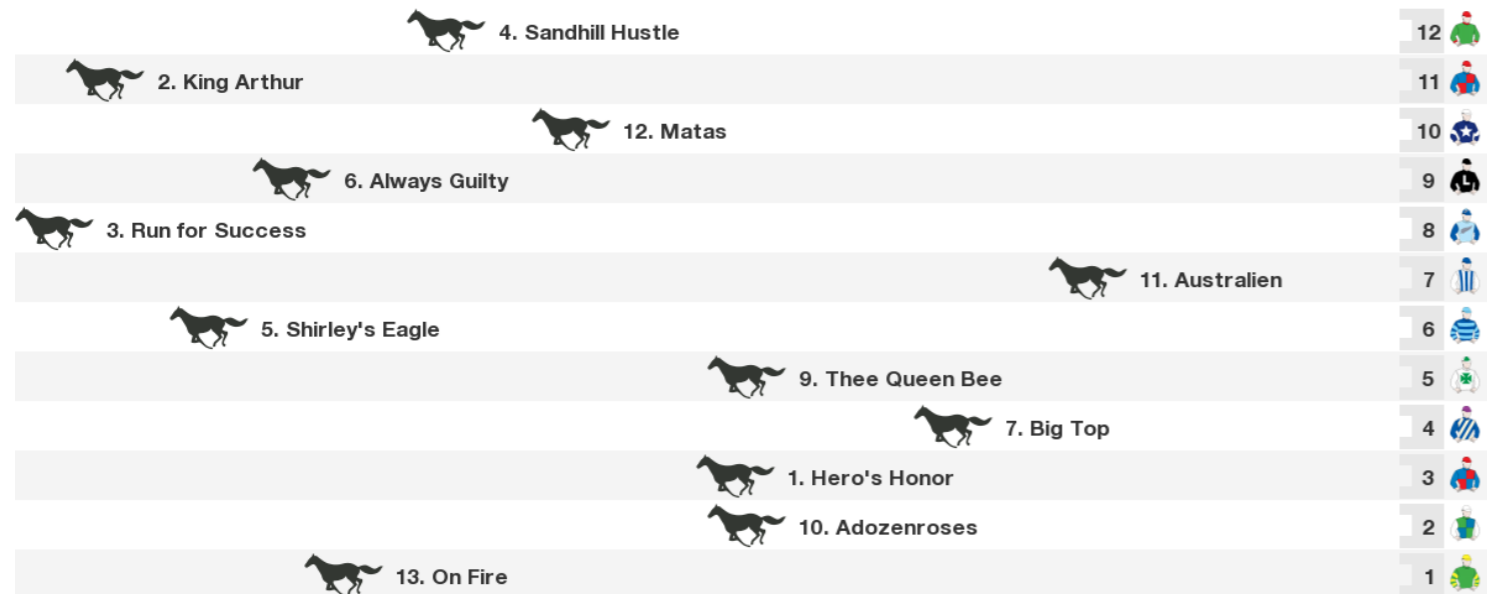 4. Sandhill Hustle 12
2. King Arthur 11
12. Matas 10
6. Always Guilty 9 L
3. Run for Success 8
11. Australien 7
5. Shirley's Eagle 6
9. Thee Queen Bee 5
7. Big Top 4
1. Hero's Honor 3
10. Adozenroses 2
13. On Fire 1